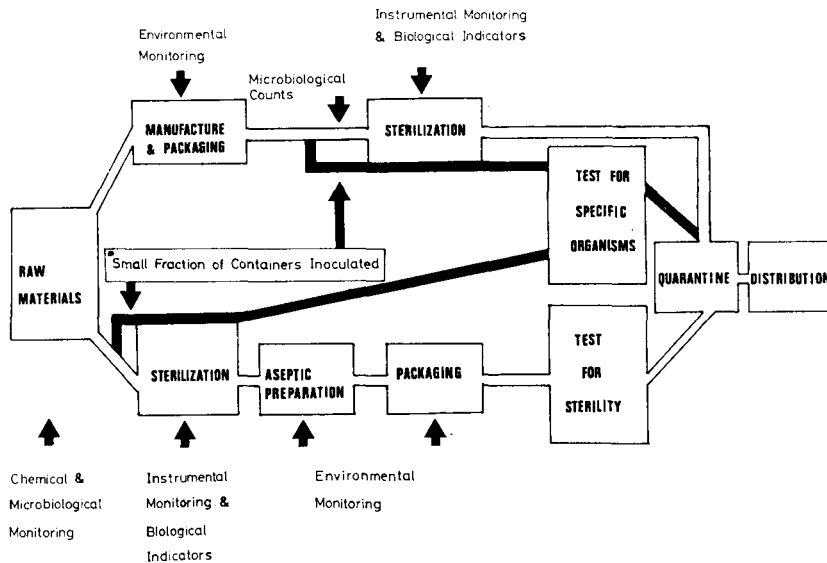 Instrumental Monitoring
& Biological Indicators
Environmental
Monitoring
Microbiological
Counts
MANUFACTURE
& PACKAGING
STERILIZATION
TEST FOR
SPECIFIC
ORGANISMS
Small Fraction of Containers Inoculated
RAW
MATERIALS
QUARANTINE
DISTRIBUTION
STERILIZATION
ASEPTIC
PREPARATION
PACKAGING
TEST
FOR
STERILITY
Chemical &
Microbiological
Monitoring
Instrumental
Monitoring &
Biological
Indicators
Environmental
Monitoring